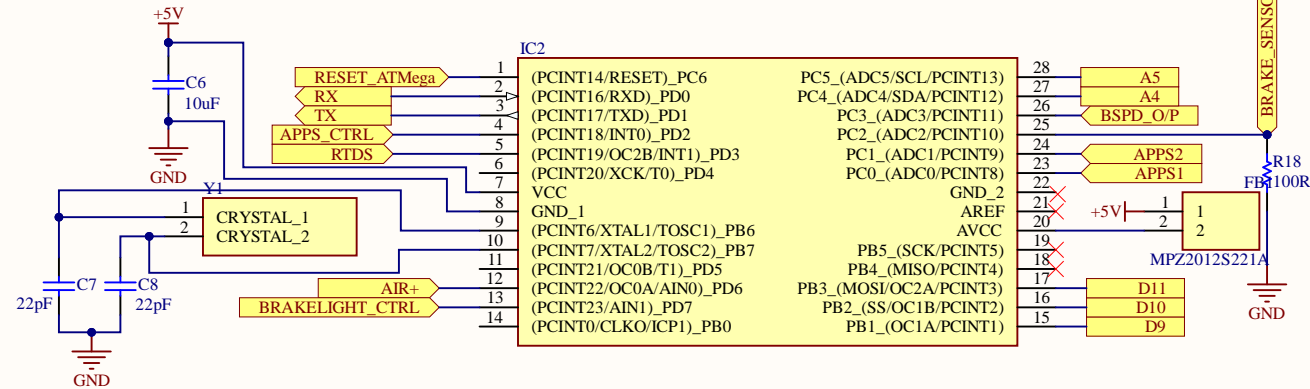 +5V
C6
10uF
GND
IC2
RESET_ATMega
RX
TX
APPS_CTRL
RTDS
AIR+
BRAKELIGHT_CTRL
1 (PCINT14/RESET)_PC6 PC5_(ADC5/SCL/PCINT13) 28
2 (PCINT16/RXD)_PD0 PC4_(ADC4/SDA/PCINT12) 27
3 (PCINT17/TXD)_PD1 PC3_(ADC3/PCINT11) 26
4 (PCINT18/INT0)_PD2 PC2_(ADC2/PCINT10) 25
5 (PCINT19/OC2B/INT1)_PD3 PC1_(ADC1/PCINT9) 24
6 (PCINT20/XCK/T0)_PD4 PC0_(ADC0/PCINT8) 23
7 VCC GND_2 22
8 GND_1 AREF 21
9 (PCINT6/XTAL1/TOSC1)_PB6 AVCC 20
10 (PCINT7/XTAL2/TOSC2)_PB7 PB5_(SCK/PCINT5) 19
11 (PCINT21/OC0B/T1)_PD5 PB4_(MISO/PCINT4) 18
12 (PCINT22/OC0A/AIN0)_PD6 PB3_(MOSI/OC2A/PCINT3) 17
13 (PCINT23/AIN1)_PD7 PB2_(SS/OC1B/PCINT2) 16
14 (PCINT0/CLKO/ICP1)_PB0 PB1_(OC1A/PCINT1) 15
A5
A4
BSPD_O/P
APPS2
APPS1
D11
D10
D9
Y1
1 CRYSTAL_1
2 CRYSTAL_2
C7
22pF
C8
22pF
GND
R18
100R
FB1
+5V
1 1
2 2
MPZ2012S221A
GND